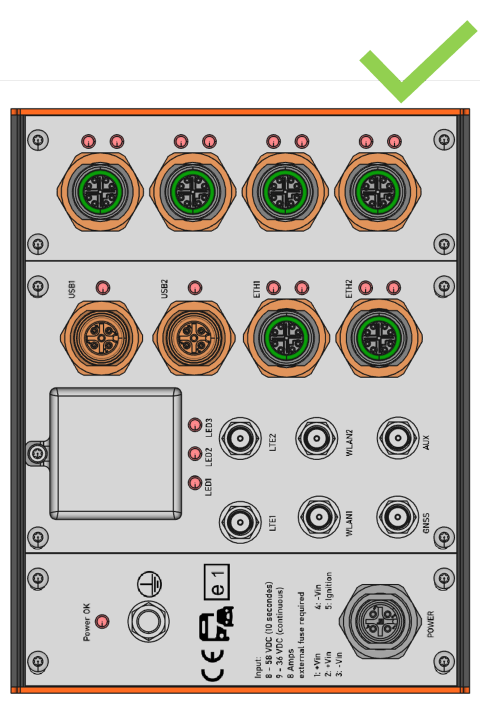 USB1
USB2
ETH1
ETH2
LED1
LED2
LED3
LTE2
WLAN2
AUX
LTE1
WLAN1
GNSS
Power OK
CE
e1
Input:
8 - 58 VDC (10 secondes)
9 - 36 VDC (continuous)
8 Amps
external fuse required
1: +Vin 4: -Vin
2: +Vin 5: Ignition
3: -Vin
POWER